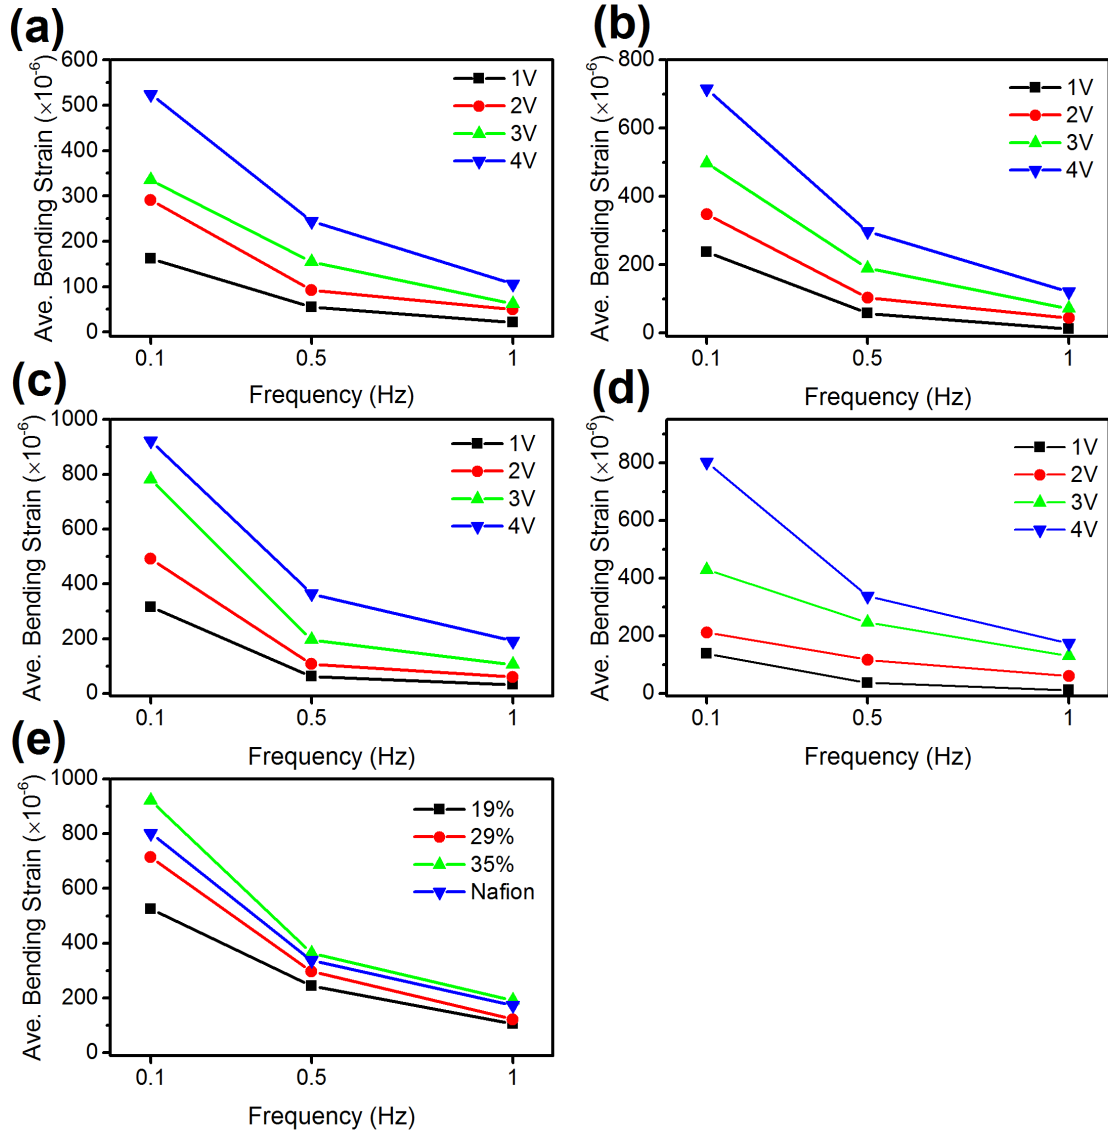 (a)
Ave. Bending Strain (×10-6)
600
500
400
300
200
100
0
0.1
0.5
1
Frequency (Hz)
1V
2V
3V
4V
(b)
Ave. Bending Strain (×10-6)
800
600
400
200
0
0.1
0.5
1
Frequency (Hz)
1V
2V
3V
4V
(c)
Ave. Bending Strain (×10-6)
1000
800
600
400
200
0
0.1
0.5
1
Frequency (Hz)
1V
2V
3V
4V
(d)
Ave. Bending Strain (×10-6)
800
600
400
200
0
0.1
0.5
1
Frequency (Hz)
1V
2V
3V
4V
(e)
Ave. Bending Strain (×10-6)
1000
800
600
400
200
0
0.1
0.5
1
Frequency (Hz)
19%
29%
35%
Nafion